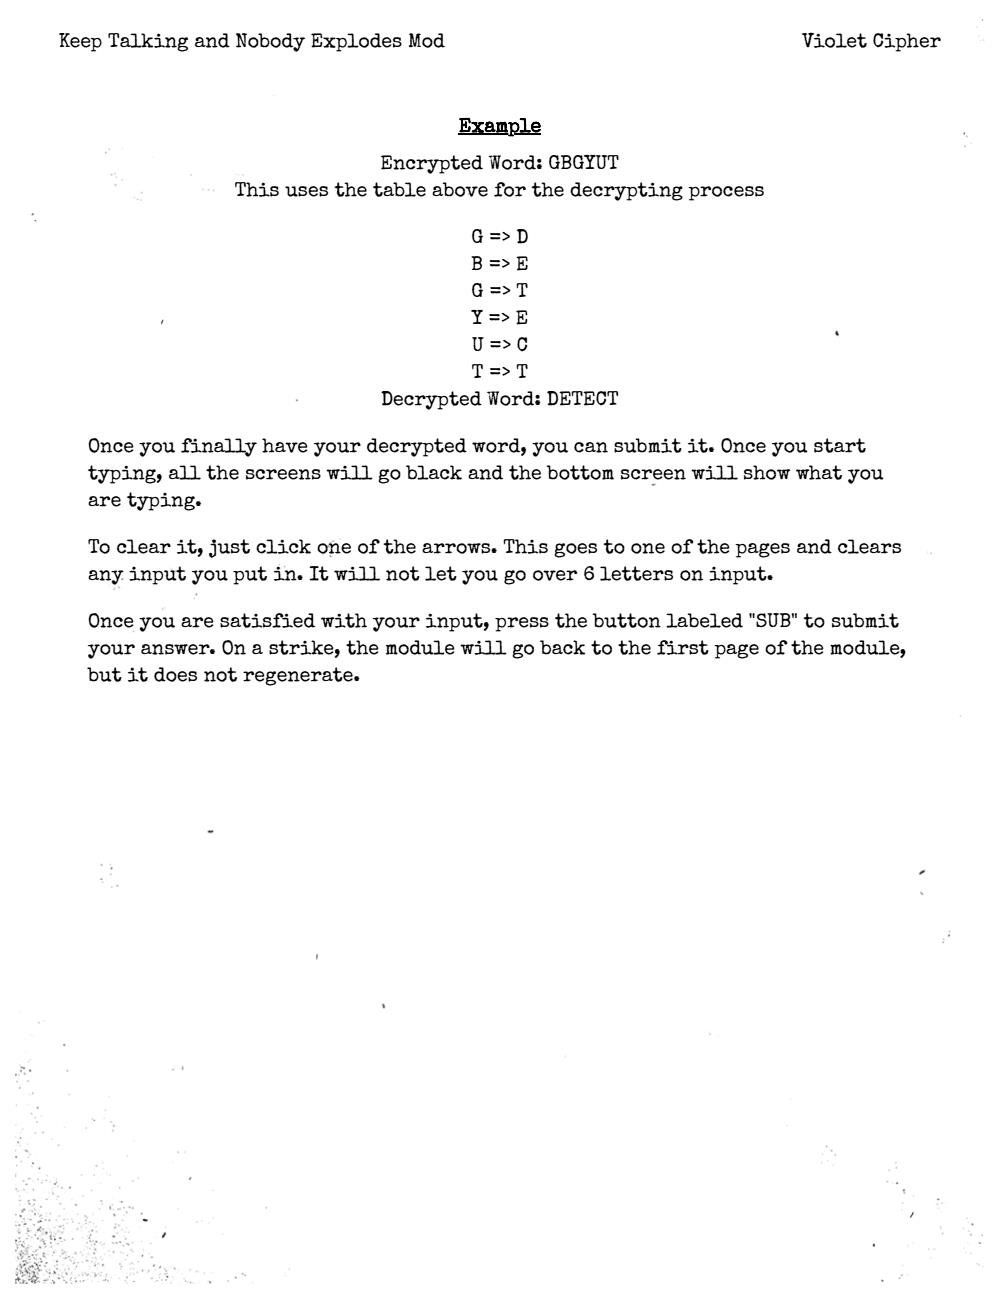 Keep Talking and Nobody Explodes Mod
Violet Cipher
Example
Encrypted Word: GBGYUT
This uses the table above for the decrypting process
G => D
B => E
G => T
Y => E
U => C
T => T
Decrypted Word: DETECT
Once you finally have your decrypted word, you can submit it. Once you start
typing, all the screens will go black and the bottom screen will show what you
are typing.
To clear it, just click one of the arrows. This goes to one of the pages and clears
any input you put in. It will not let you go over 6 letters on input.
Once you are satisfied with your input, press the button labeled "SUB" to submit
your answer. On a strike, the module will go back to the first page of the module,
but it does not regenerate.